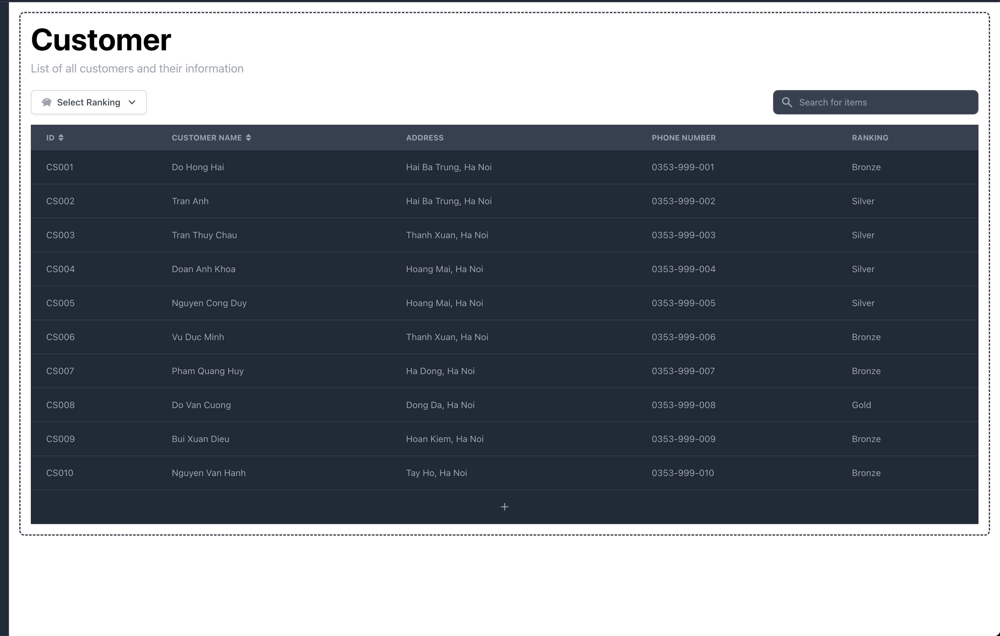 Customer
List of all customers and their information
Select Ranking
Search for items
ID CUSTOMER NAME ADDRESS PHONE NUMBER RANKING
CS001 Do Hong Hai Hai Ba Trung, Ha Noi 0353-999-001 Bronze
CS002 Tran Anh Hai Ba Trung, Ha Noi 0353-999-002 Silver
CS003 Tran Thuy Chau Thanh Xuan, Ha Noi 0353-999-003 Silver
CS004 Doan Anh Khoa Hoang Mai, Ha Noi 0353-999-004 Silver
CS005 Nguyen Cong Duy Hoang Mai, Ha Noi 0353-999-005 Silver
CS006 Vu Duc Minh Thanh Xuan, Ha Noi 0353-999-006 Bronze
CS007 Pham Quang Huy Ha Dong, Ha Noi 0353-999-007 Bronze
CS008 Do Van Cuong Dong Da, Ha Noi 0353-999-008 Gold
CS009 Bui Xuan Dieu Hoan Kiem, Ha Noi 0353-999-009 Bronze
CS010 Nguyen Van Hanh Tay Ho, Ha Noi 0353-999-010 Bronze
+